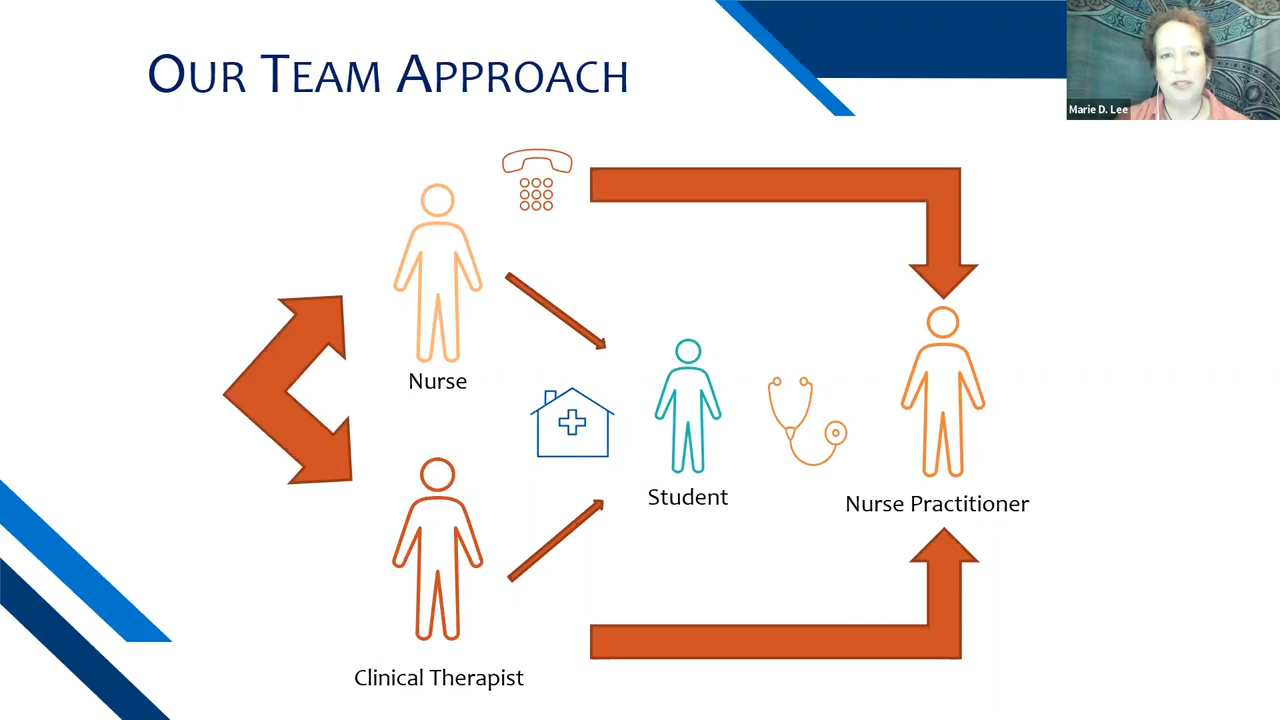 OUR TEAM APPROACH
Marie D. Lee
Nurse
Student
Nurse Practitioner
Clinical Therapist